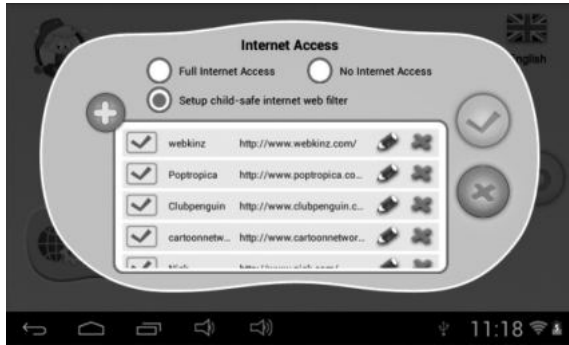 Internet Access
Full Internet Access
No Internet Access
English
Setup child-safe internet web filter
webkinz http://www.webkinz.com/
Poptropica http://www.poptropica.co...
Clubpenguin http://www.clubpenguin.c...
cartoonnetw... http://www.cartoonnetwor...
11:18